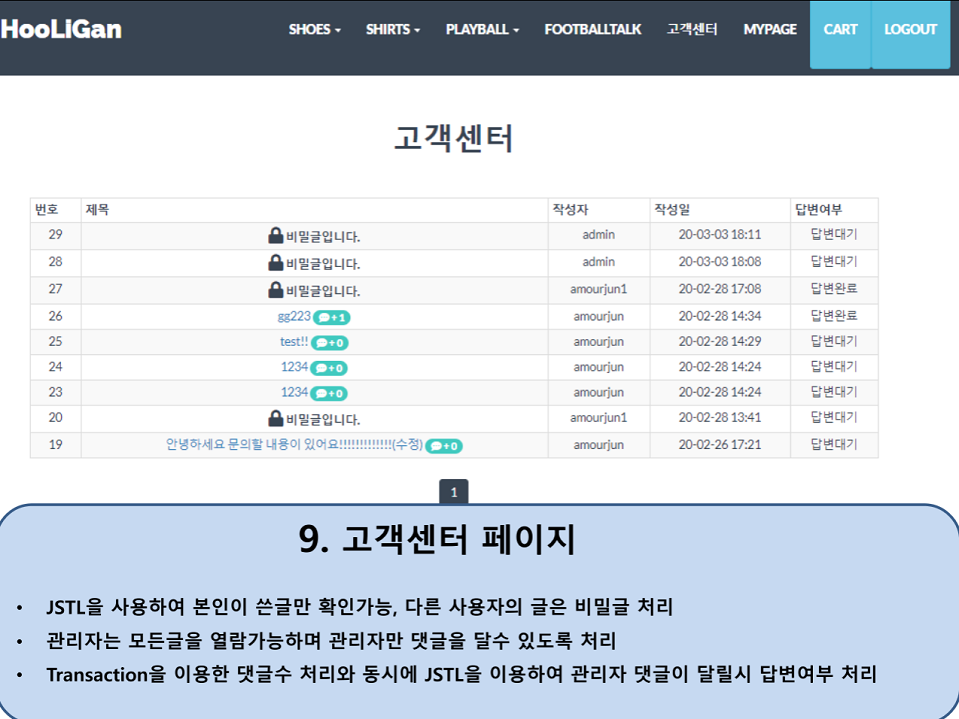 HooLiGan SHOES SHIRTS PLAYBALL FOOTBALLTALK 고객센터 MYPAGE CART LOGOUT
고객센터
번호 제목 작성자 작성일 답변여부
29 비밀글입니다. admin 20-03-03 18:11 답변대기
28 비밀글입니다. admin 20-03-03 18:08 답변대기
27 비밀글입니다. amourjun1 20-02-28 17:08 답변완료
26 gg223 +1 amourjun 20-02-28 14:34 답변완료
25 test!! +0 amourjun 20-02-28 14:29 답변대기
24 1234 +0 amourjun 20-02-28 14:24 답변대기
23 1234 +0 amourjun 20-02-28 14:24 답변대기
20 비밀글입니다. amourjun1 20-02-28 13:41 답변대기
19 안녕하세요 문의할 내용이 있어요!!!!!!!!!!!!!(수정) +0 amourjun 20-02-26 17:21 답변대기
1
9. 고객센터 페이지
• JSTL을 사용하여 본인이 쓴글만 확인가능, 다른 사용자의 글은 비밀글 처리
• 관리자는 모든글을 열람가능하며 관리자만 댓글을 달수 있도록 처리
• Transaction을 이용한 댓글수 처리와 동시에 JSTL을 이용하여 관리자 댓글이 달릴시 답변여부 처리